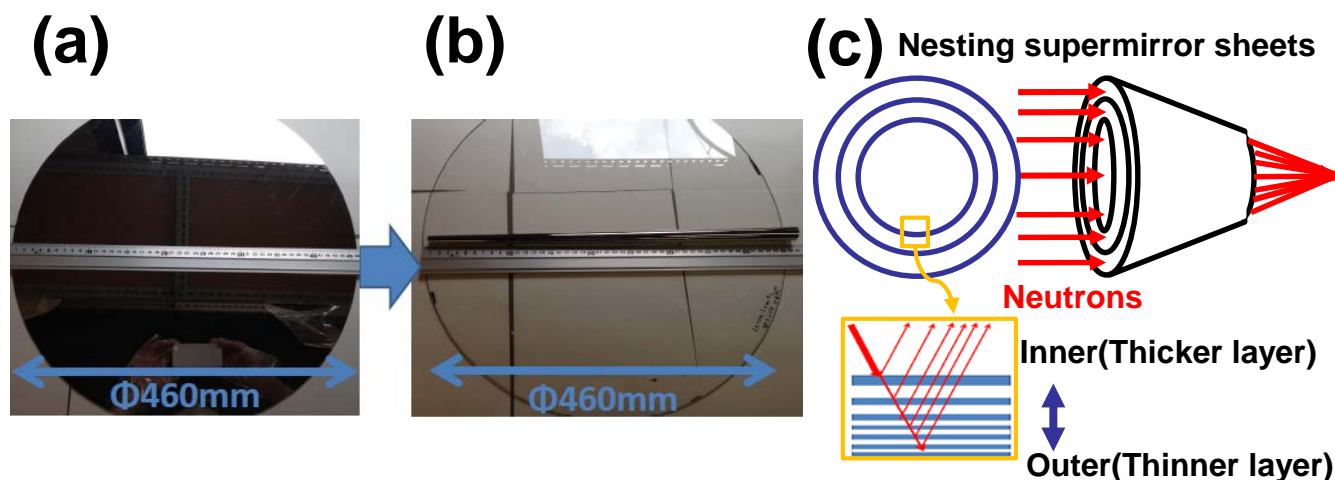 (a)
(b)
(c)
Nesting supermirror sheets
Φ460mm
Φ460mm
Neutrons
Inner(Thicker layer)
Outer(Thinner layer)